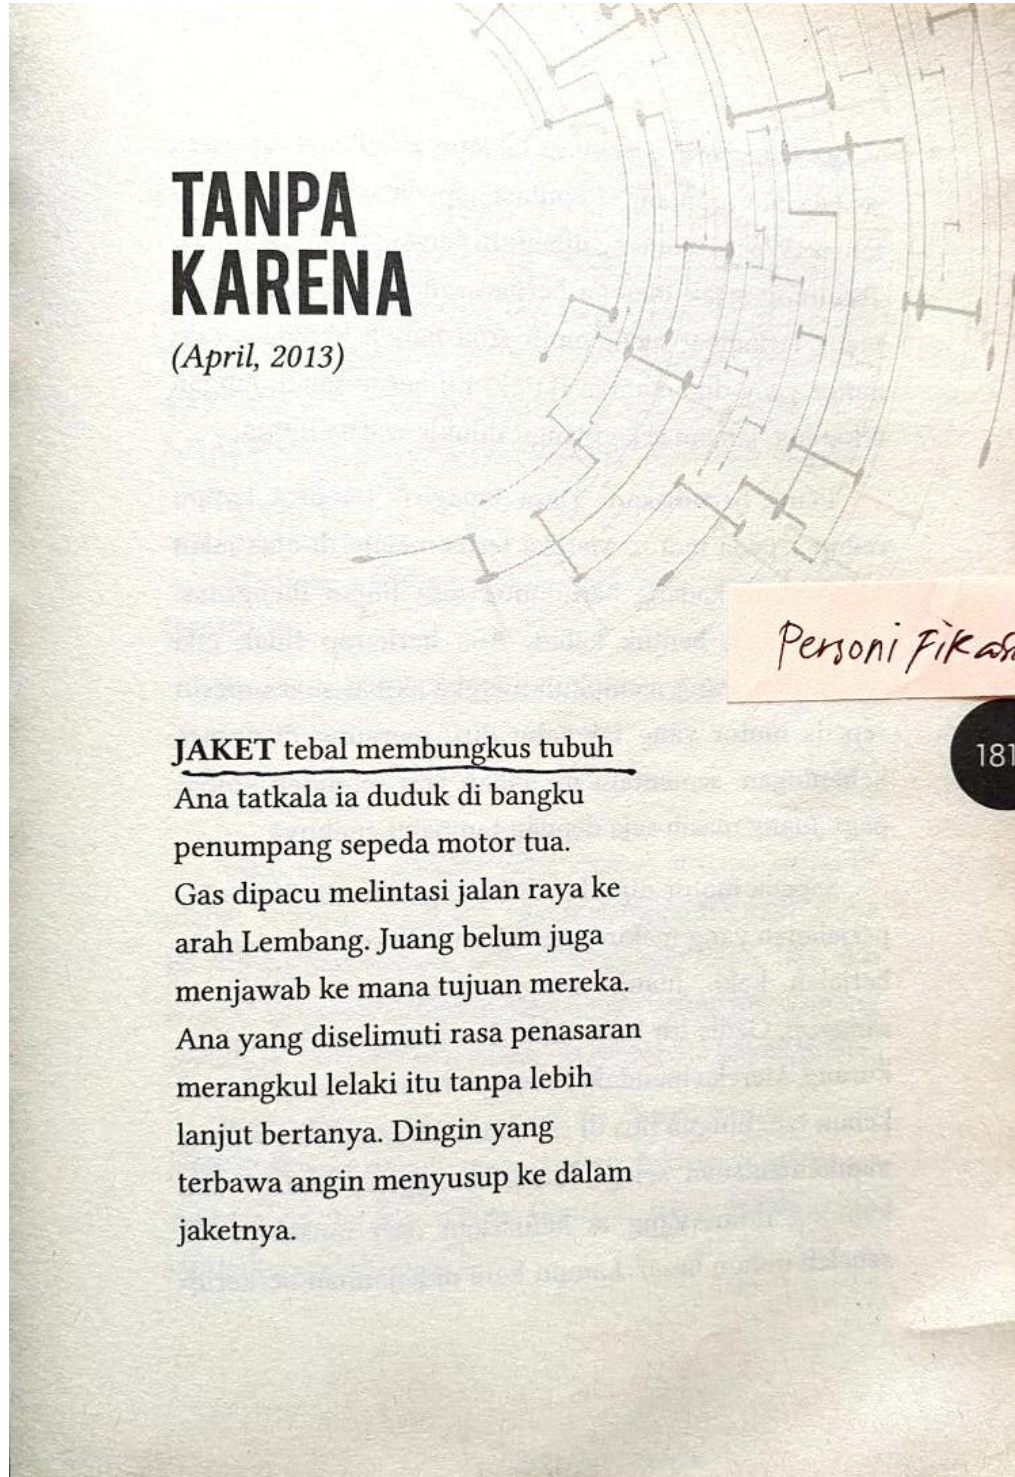 TANPA
KARENA
(April, 2013)
Personifikasi
181
JAKET tebal membungkus tubuh
Ana tatkala ia duduk di bangku
penumpang sepeda motor tua.
Gas dipacu melintasi jalan raya ke
arah Lembang. Juang belum juga
menjawab ke mana tujuan mereka.
Ana yang diselimuti rasa penasaran
merangkul lelaki itu tanpa lebih
lanjut bertanya. Dingin yang
terbawa angin menyusup ke dalam
jaketnya.